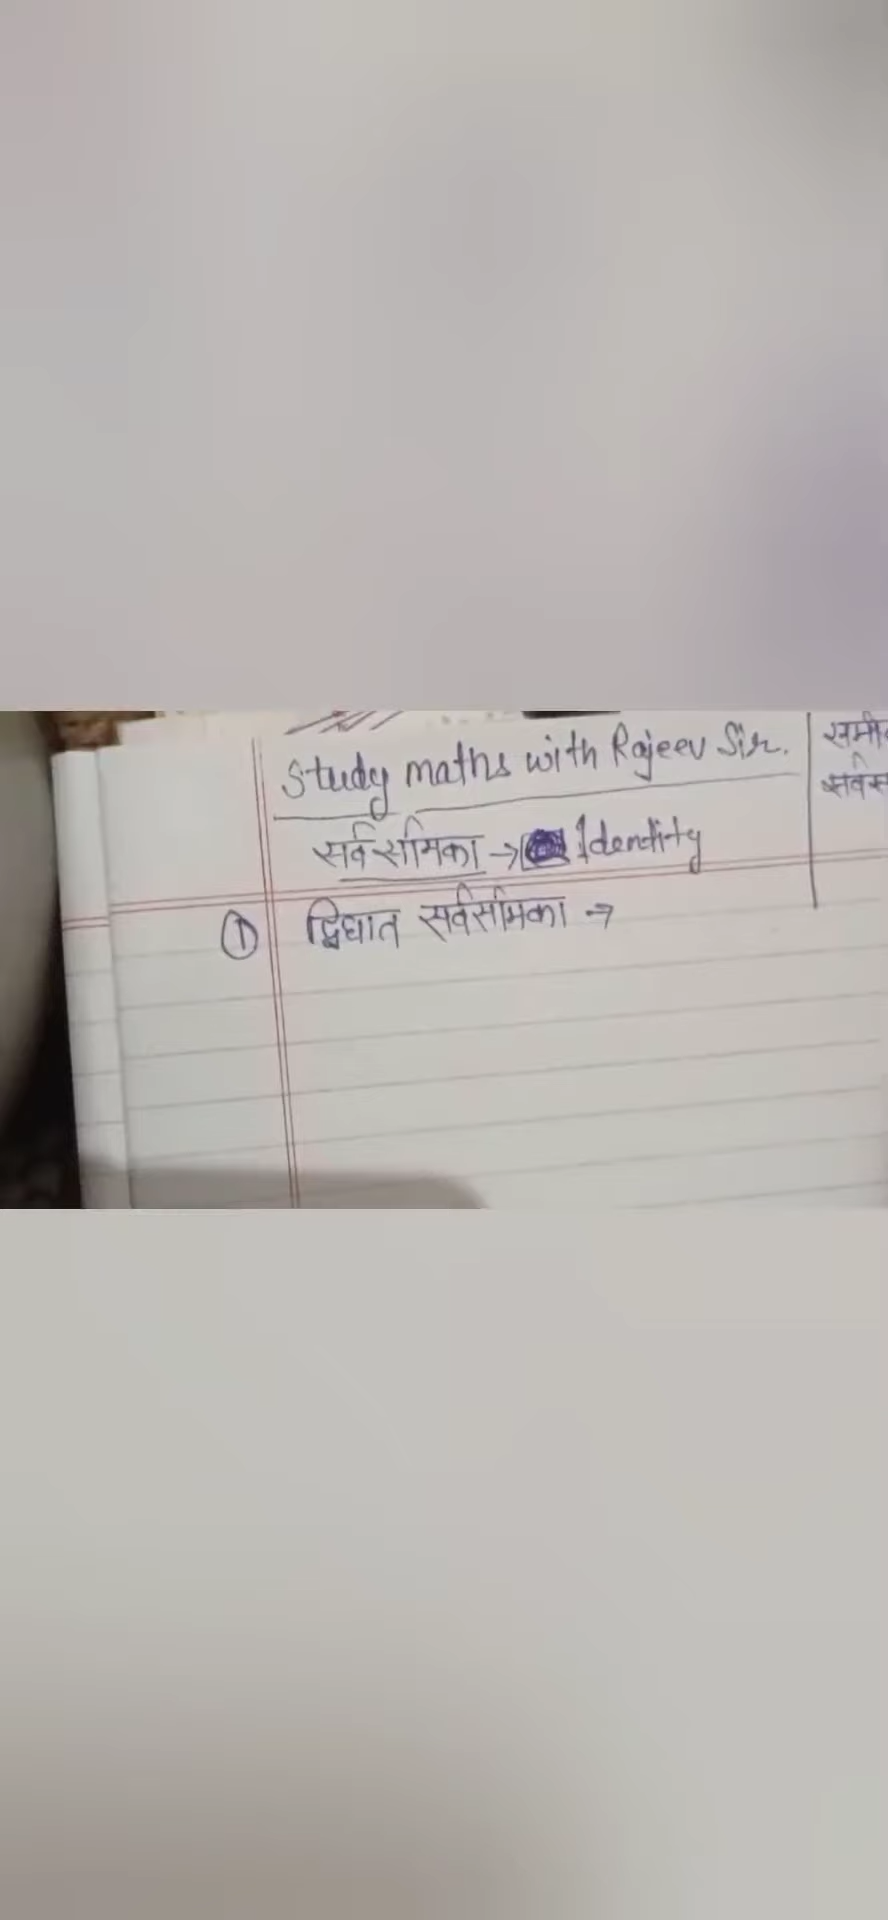 Study maths with Rajeev Sir.
सर्वसमिका → Identity
① द्विघात सर्वसमिका →